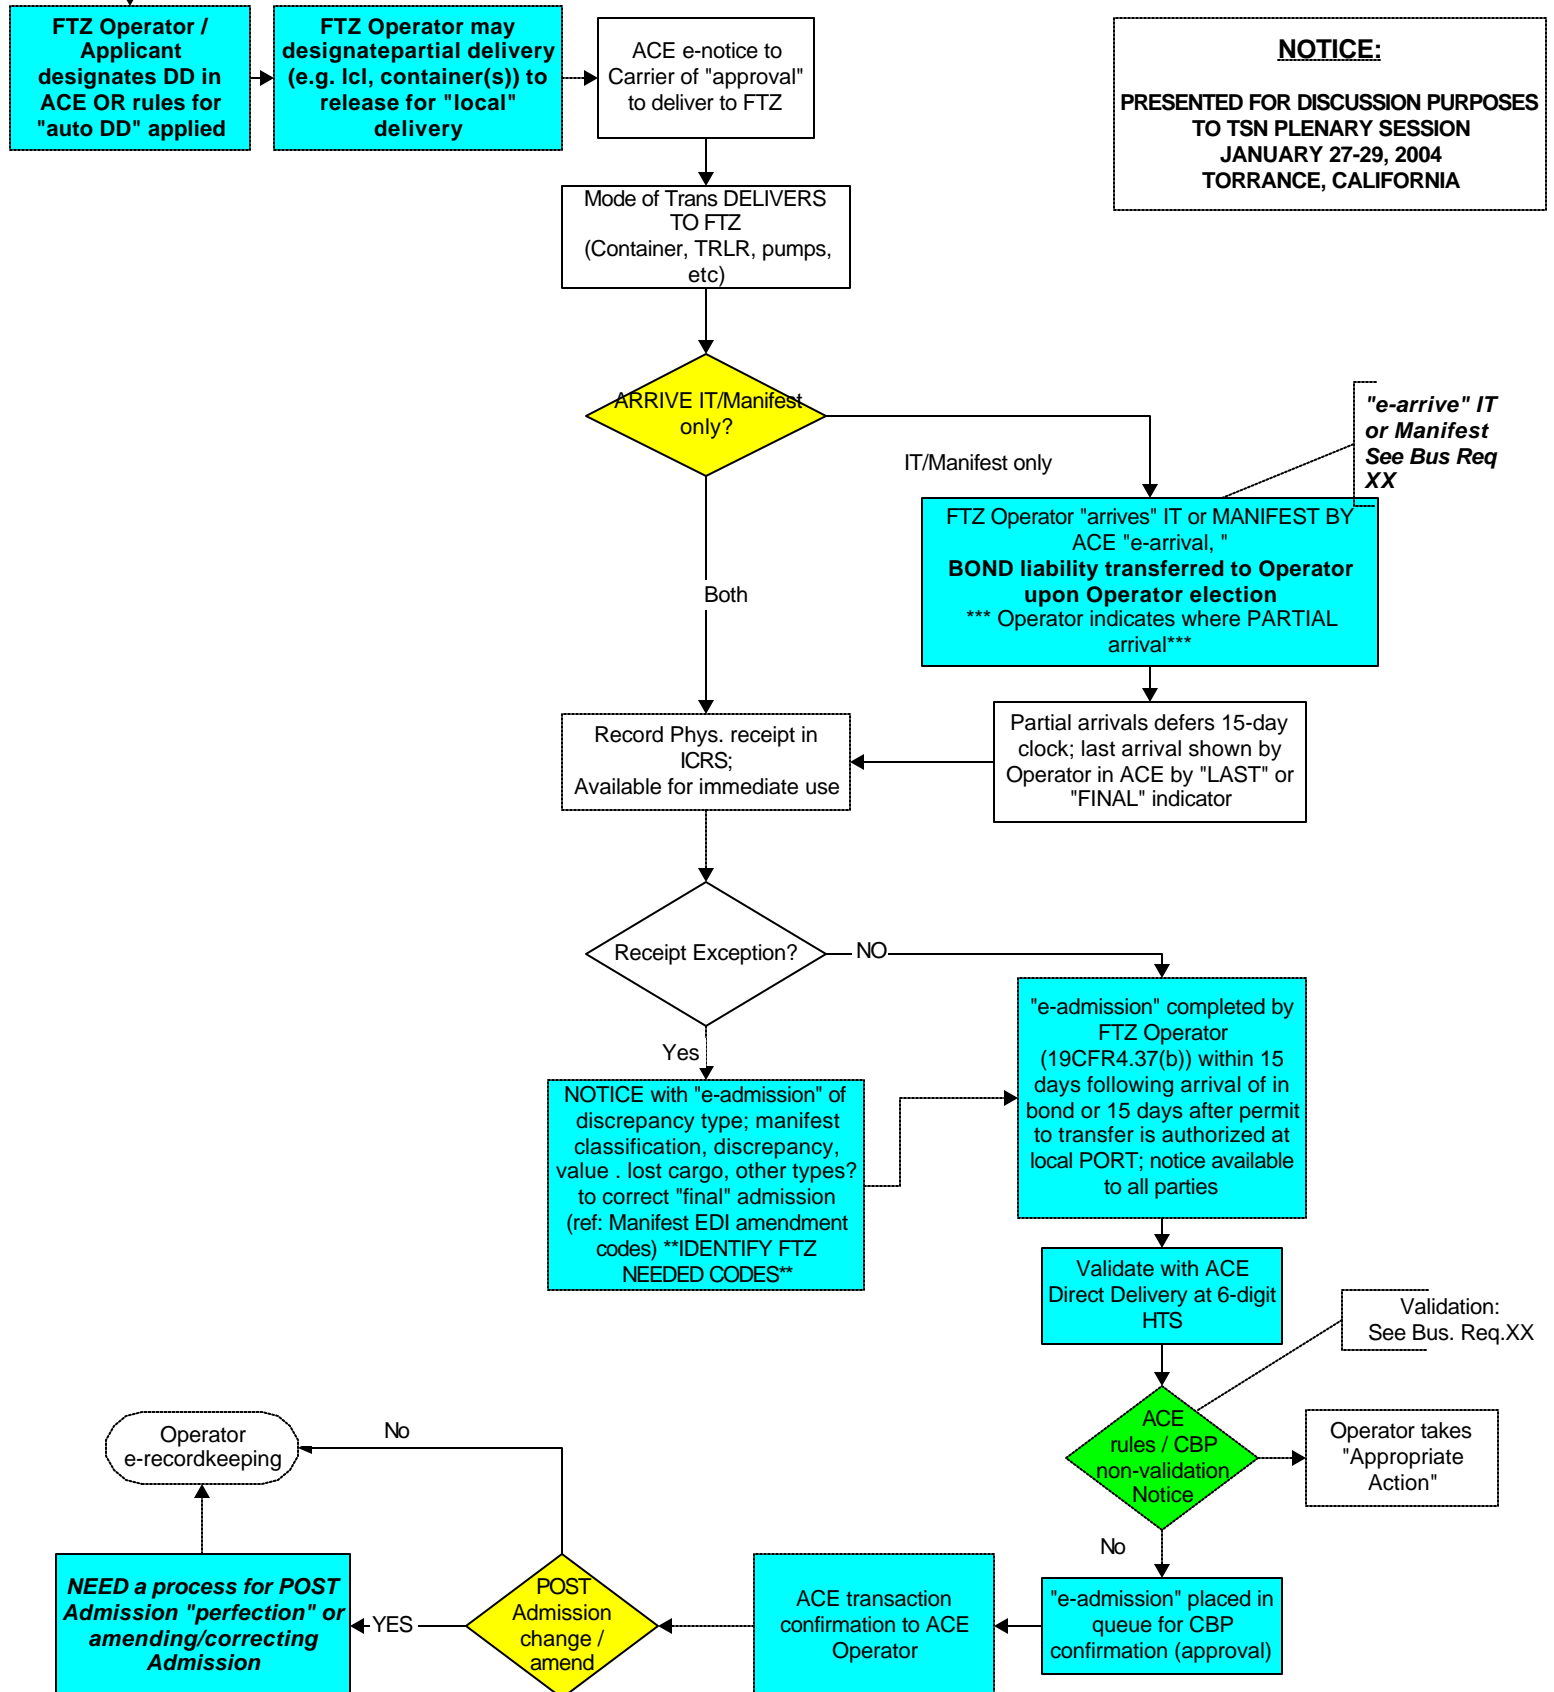 FTZ Operator /
Applicant
designates DD in
ACE OR rules for
"auto DD" applied
FTZ Operator may
designatepartial delivery
(e.g. lcl, container(s)) to
release for "local"
delivery
ACE e-notice to
Carrier of "approval"
to deliver to FTZ
NOTICE:
PRESENTED FOR DISCUSSION PURPOSES
TO TSN PLENARY SESSION
JANUARY 27-29, 2004
TORRANCE, CALIFORNIA
Mode of Trans DELIVERS
TO FTZ
(Container, TRLR, pumps,
etc)
ARRIVE IT/Manifest
only?
IT/Manifest only
"e-arrive" IT
or Manifest
See Bus Req
XX
FTZ Operator "arrives" IT or MANIFEST BY
ACE "e-arrival, "
BOND liability transferred to Operator
upon Operator election
*** Operator indicates where PARTIAL
arrival***
Both
Record Phys. receipt in
ICRS;
Available for immediate use
Partial arrivals defers 15-day
clock; last arrival shown by
Operator in ACE by "LAST" or
"FINAL" indicator
Receipt Exception?
NO
Yes
"e-admission" completed by
FTZ Operator
(19CFR4.37(b)) within 15
days following arrival of in
bond or 15 days after permit
to transfer is authorized at
local PORT; notice available
to all parties
NOTICE with "e-admission" of
discrepancy type; manifest
classification, discrepancy,
value . lost cargo, other types?
to correct "final" admission
(ref: Manifest EDI amendment
codes) **IDENTIFY FTZ
NEEDED CODES**
Validate with ACE
Direct Delivery at 6-digit
HTS
Validation:
See Bus. Req.XX
ACE
rules / CBP
non-validation
Notice
Operator takes
"Appropriate
Action"
No
"e-admission" placed in
queue for CBP
confirmation (approval)
ACE transaction
confirmation to ACE
Operator
POST
Admission
change /
amend
No
YES
Operator
e-recordkeeping
NEED a process for POST
Admission "perfection" or
amending/correcting
Admission